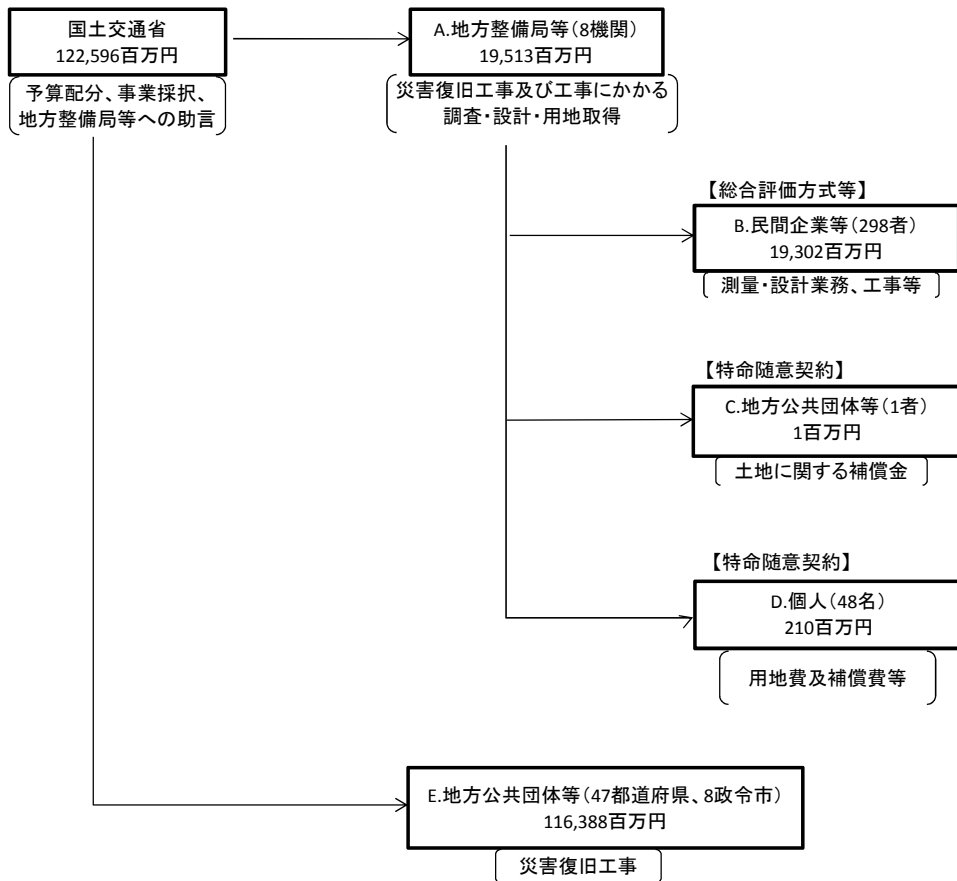 国土交通省
122,596百万円
予算配分、事業採択、
地方整備局等への助言
A.地方整備局等(8機関)
19,513百万円
災害復旧工事及び工事にかかる
調査・設計・用地取得
【総合評価方式等】
B.民間企業等(298者)
19,302百万円
測量・設計業務、工事等
【特命随意契約】
C.地方公共団体等(1者)
1百万円
土地に関する補償金
【特命随意契約】
D.個人(48名)
210百万円
用地費及補償費等
E.地方公共団体等(47都道府県、8政令市)
116,388百万円
災害復旧工事